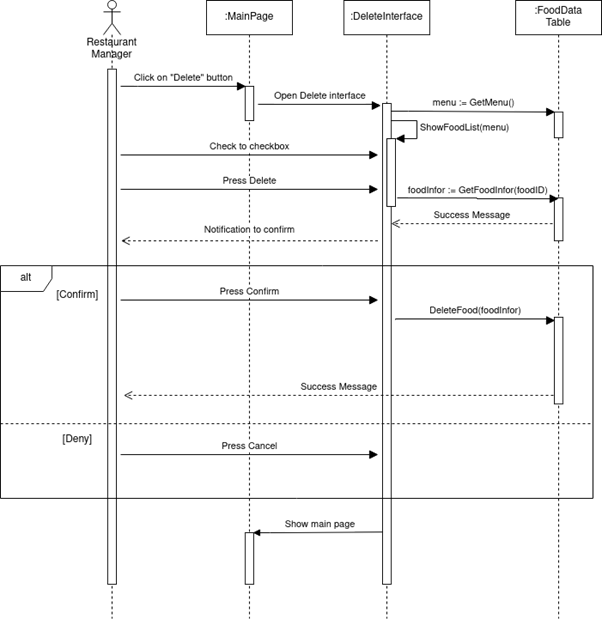 :MainPage
:DeleteInterface
:FoodData
Table
Restaurant
Manager
Click on "Delete" button
Open Delete interface
menu := GetMenu()
ShowFoodList(menu)
Check to checkbox
Press Delete
foodInfor := GetFoodInfor(foodID)
Success Message
Notification to confirm
alt
[Confirm]
Press Confirm
DeleteFood(foodInfor)
Success Message
[Deny]
Press Cancel
Show main page